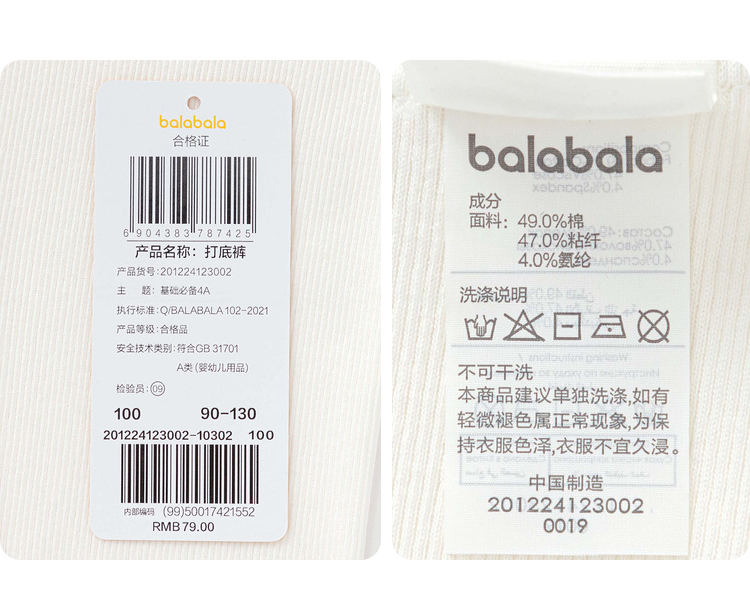 balabala
合格证
6 904383 787425
产品名称: 打底裤
产品货号: 201224123002
主 题: 基础必备4A
执行标准: Q/BALABALA 102-2021
产品等级: 合格品
安全技术类别: 符合GB 31701
A类 (婴幼儿用品)
检验员: 09
100 90-130
201224123002-10302 100
内部编码 (99)50017421552
RMB 79.00
balabala
成分
面料: 49.0%棉
47.0%粘纤
4.0%氨纶
洗涤说明
不可干洗
本商品建议单独洗涤,如有
轻微褪色属正常现象,为保
持衣服色泽,衣服不宜久浸。
中国制造
201224123002
0019